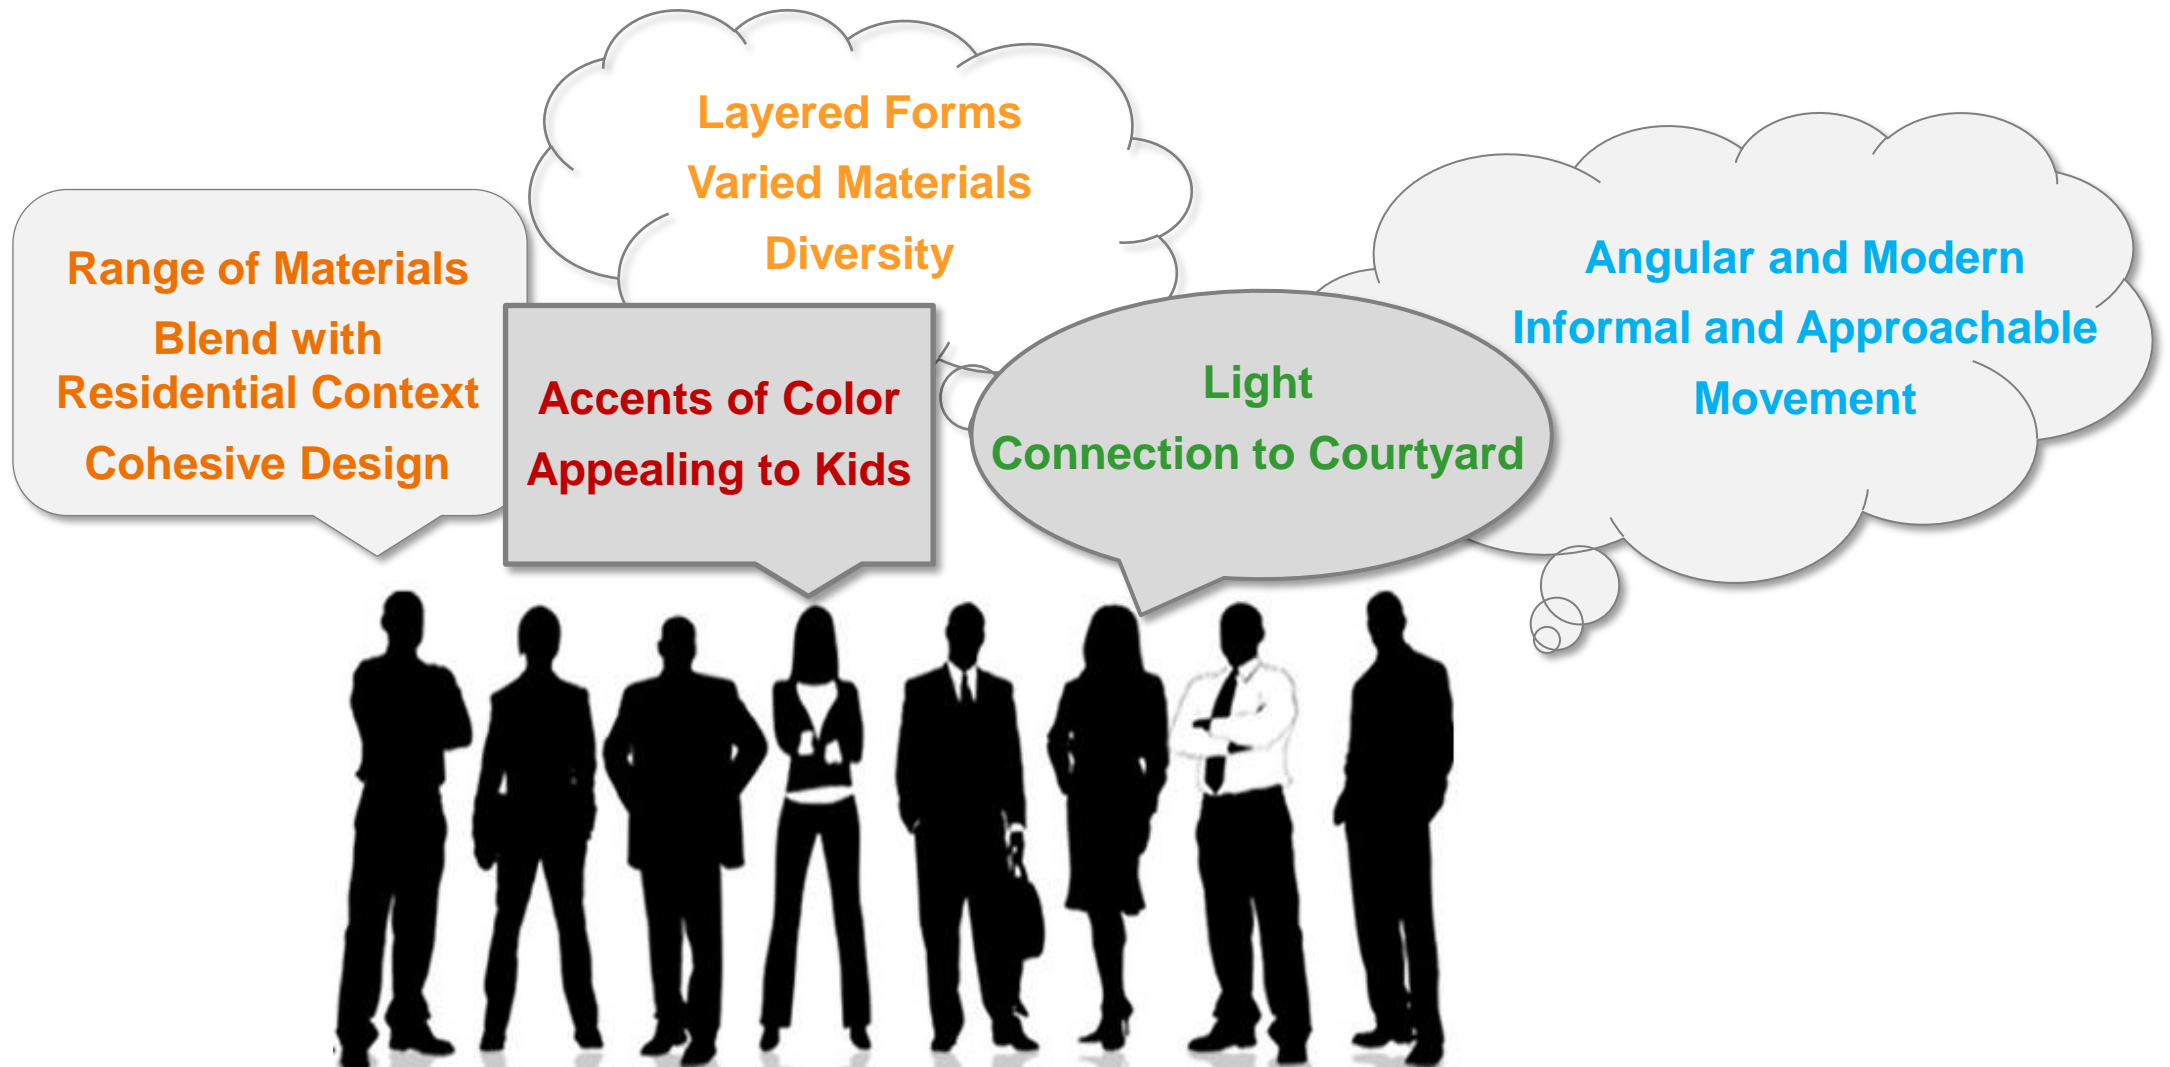 Layered Forms
Varied Materials
Diversity
Range of Materials
Blend with
Residential Context
Cohesive Design
Accents of Color
Appealing to Kids
Light
Connection to Courtyard
Angular and Modern
Informal and Approachable
Movement